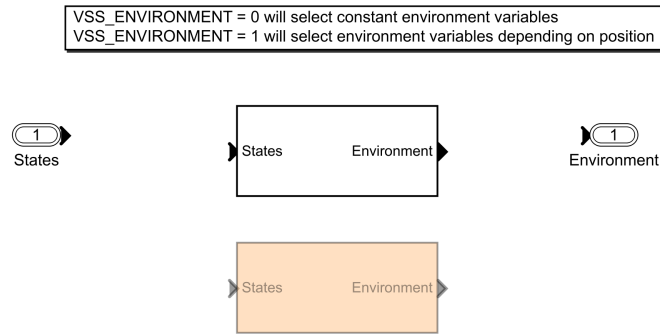 VSS_ENVIRONMENT = 0 will select constant environment variables
VSS_ENVIRONMENT = 1 will select environment variables depending on position
1
States
States Environment
1
Environment
States Environment